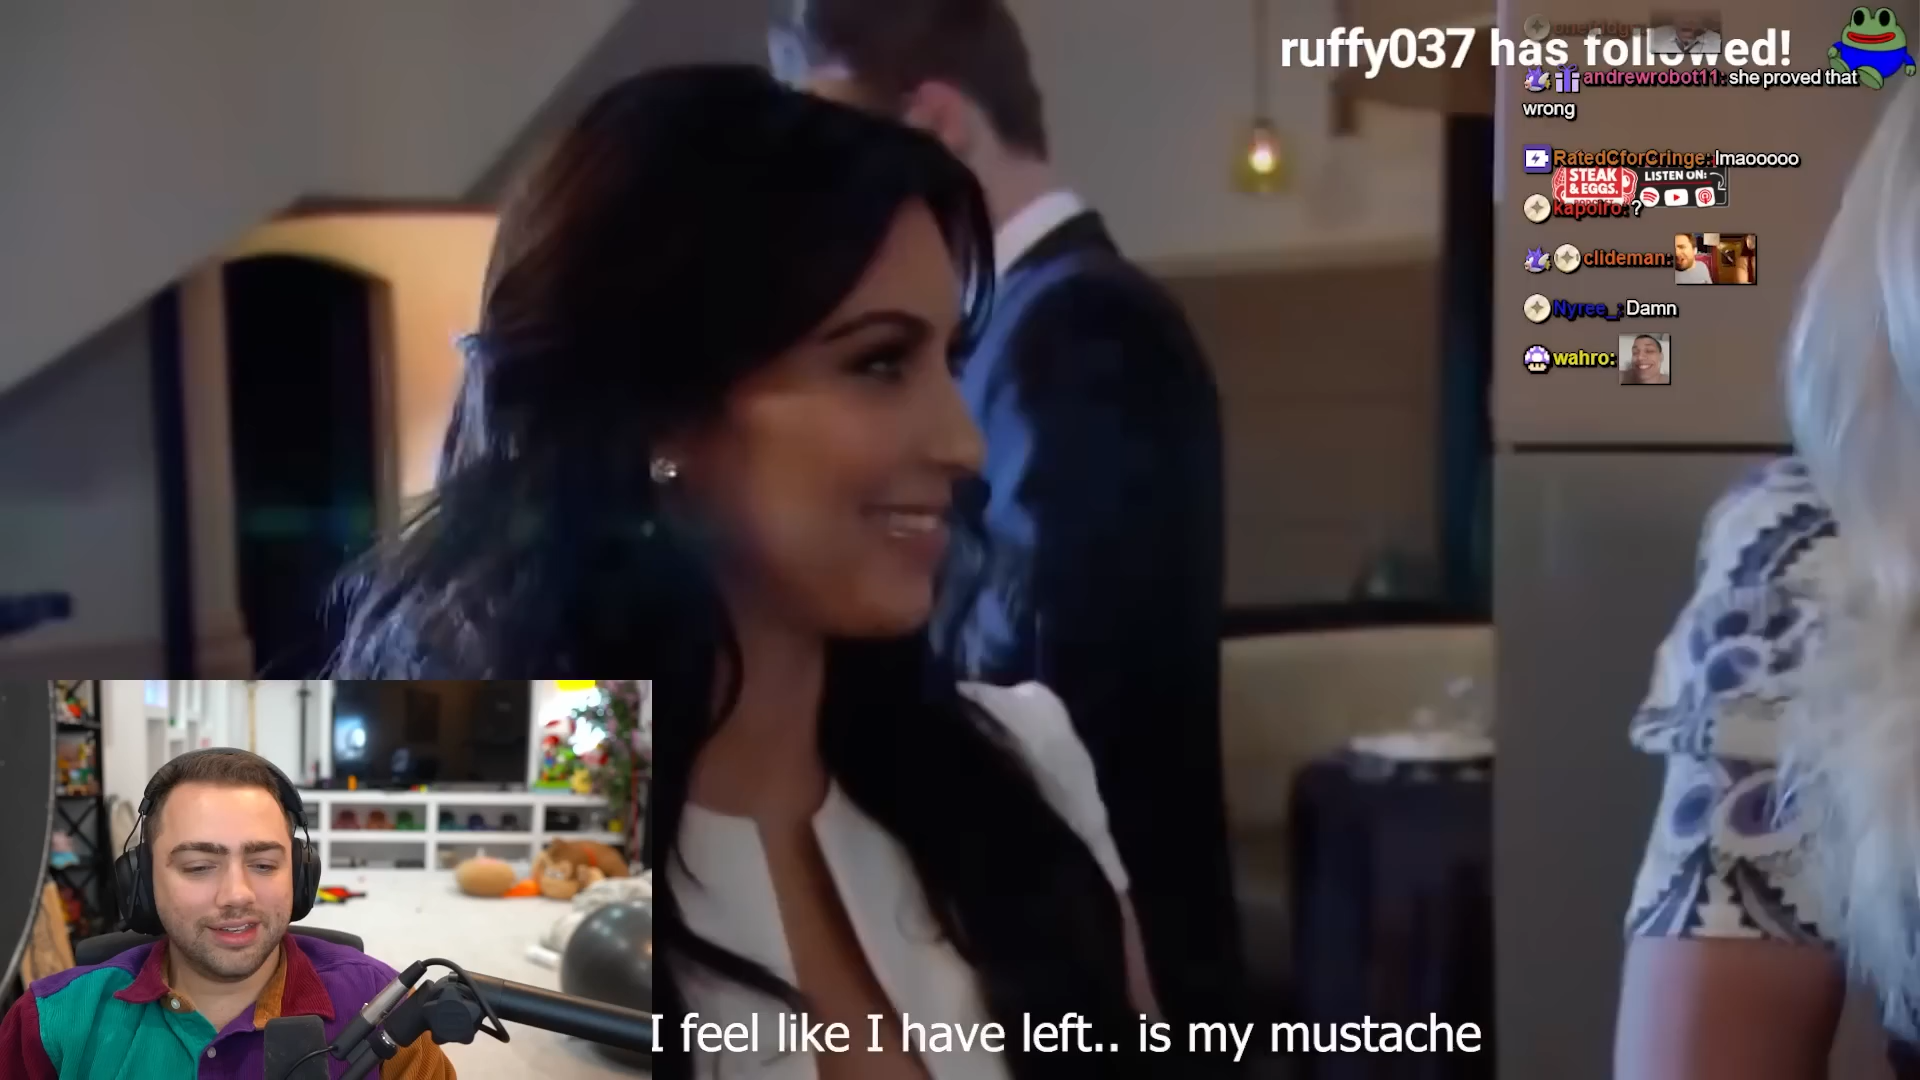 ruffy037 has followed!
andrewrobot11: she proved that
wrong
RatedCforCringe: lmaooooo
STEAK
& EGGS.
LISTEN ON:
kapoiro: ?
clideman:
Nyree_: Damn
wahro:
I feel like I have left.. is my mustache